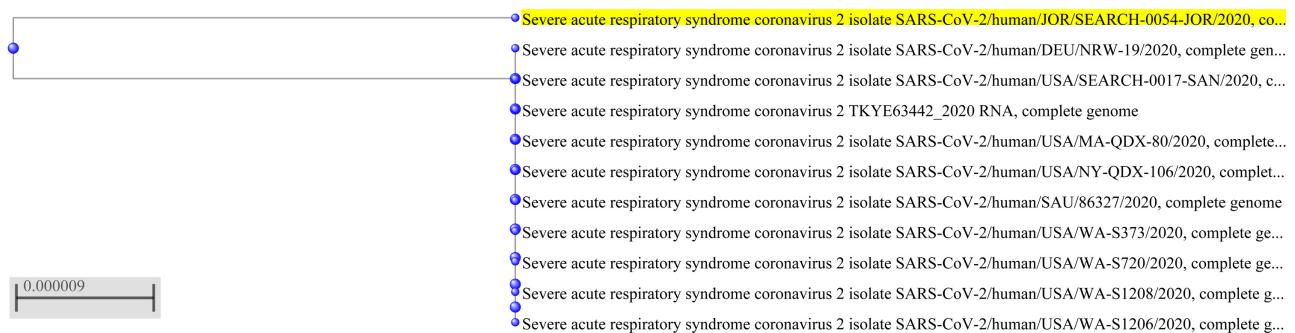 Severe acute respiratory syndrome coronavirus 2 isolate SARS-CoV-2/human/JOR/SEARCH-0054-JOR/2020, co...
Severe acute respiratory syndrome coronavirus 2 isolate SARS-CoV-2/human/DEU/NRW-19/2020, complete gen...
Severe acute respiratory syndrome coronavirus 2 isolate SARS-CoV-2/human/USA/SEARCH-0017-SAN/2020, c...
Severe acute respiratory syndrome coronavirus 2 TKYE63442_2020 RNA, complete genome
Severe acute respiratory syndrome coronavirus 2 isolate SARS-CoV-2/human/USA/MA-QDX-80/2020, complete...
Severe acute respiratory syndrome coronavirus 2 isolate SARS-CoV-2/human/USA/NY-QDX-106/2020, complet...
Severe acute respiratory syndrome coronavirus 2 isolate SARS-CoV-2/human/SAU/86327/2020, complete genome
Severe acute respiratory syndrome coronavirus 2 isolate SARS-CoV-2/human/USA/WA-S373/2020, complete ge...
Severe acute respiratory syndrome coronavirus 2 isolate SARS-CoV-2/human/USA/WA-S720/2020, complete ge...
Severe acute respiratory syndrome coronavirus 2 isolate SARS-CoV-2/human/USA/WA-S1208/2020, complete g...
Severe acute respiratory syndrome coronavirus 2 isolate SARS-CoV-2/human/USA/WA-S1206/2020, complete g...
0.000009